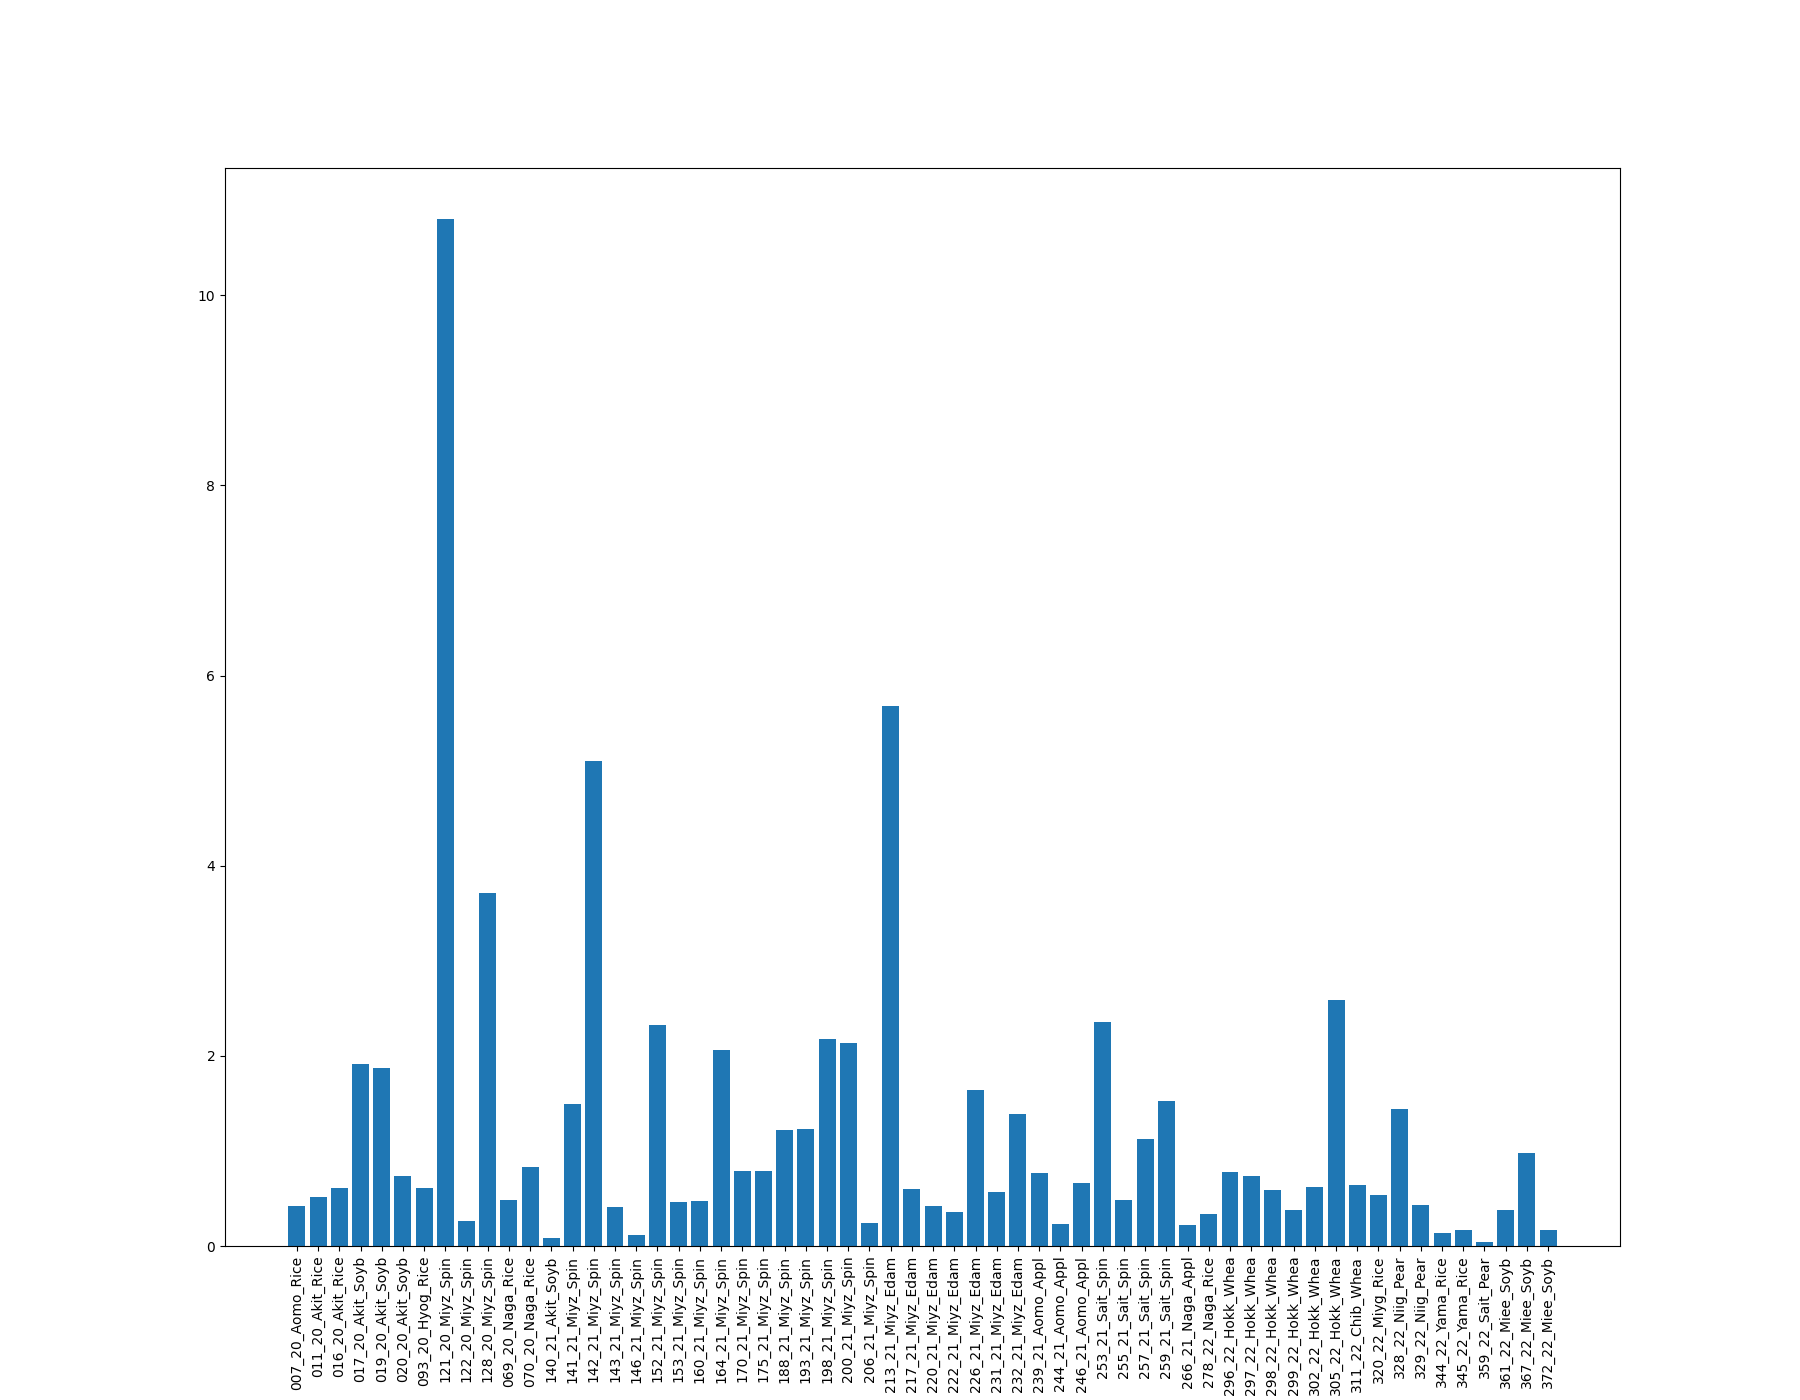 10
8
6
4
2
0
007_20_Aomo_Rice
011_20_Akit_Rice
016_20_Akit_Rice
017_20_Akit_Soyb
019_20_Akit_Soyb
020_20_Akit_Soyb
093_20_Hyog_Rice
121_20_Miyz_Spin
122_20_Miyz_Spin
128_20_Miyz_Spin
069_20_Naga_Rice
070_20_Naga_Rice
140_21_Akit_Soyb
141_21_Miyz_Spin
142_21_Miyz_Spin
143_21_Miyz_Spin
146_21_Miyz_Spin
152_21_Miyz_Spin
153_21_Miyz_Spin
160_21_Miyz_Spin
164_21_Miyz_Spin
170_21_Miyz_Spin
175_21_Miyz_Spin
188_21_Miyz_Spin
193_21_Miyz_Spin
198_21_Miyz_Spin
200_21_Miyz_Spin
206_21_Miyz_Spin
213_21_Miyz_Edam
217_21_Miyz_Edam
220_21_Miyz_Edam
222_21_Miyz_Edam
226_21_Miyz_Edam
231_21_Miyz_Edam
232_21_Miyz_Edam
239_21_Aomo_Appl
244_21_Aomo_Appl
246_21_Aomo_Appl
253_21_Sait_Spin
255_21_Sait_Spin
257_21_Sait_Spin
259_21_Sait_Spin
266_21_Naga_Appl
278_22_Naga_Rice
296_22_Hokk_Whea
297_22_Hokk_Whea
298_22_Hokk_Whea
299_22_Hokk_Whea
302_22_Hokk_Whea
305_22_Hokk_Whea
311_22_Chib_Whea
320_22_Miyg_Rice
328_22_Niig_Pear
329_22_Niig_Pear
344_22_Yama_Rice
345_22_Yama_Rice
359_22_Sait_Pear
361_22_Miee_Soyb
367_22_Miee_Soyb
372_22_Miee_Soyb